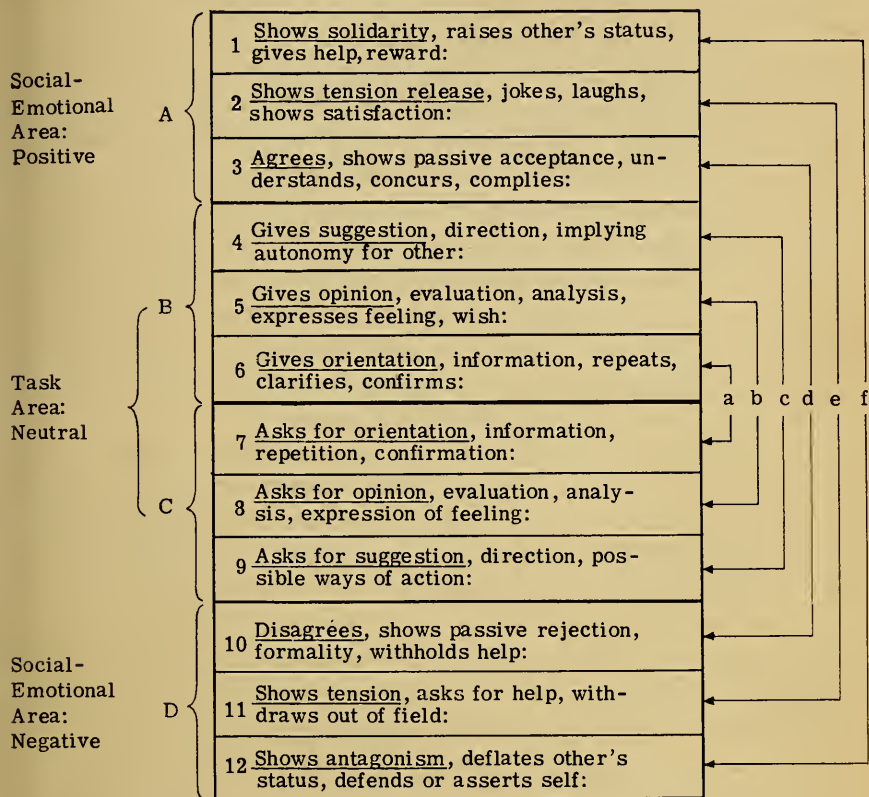 Social-
Emotional
Area:
Positive
A
1 Shows solidarity, raises other's status,
gives help, reward:
2 Shows tension release, jokes, laughs,
shows satisfaction:
3 Agrees, shows passive acceptance, un-
derstands, concurs, complies:
Task
Area:
Neutral
B
4 Gives suggestion, direction, implying
autonomy for other:
5 Gives opinion, evaluation, analysis,
expresses feeling, wish:
6 Gives orientation, information, repeats,
clarifies, confirms:
C
7 Asks for orientation, information,
repetition, confirmation:
8 Asks for opinion, evaluation, analy-
sis, expression of feeling:
9 Asks for suggestion, direction, pos-
sible ways of action:
Social-
Emotional
Area:
Negative
D
10 Disagrees, shows passive rejection,
formality, withholds help:
11 Shows tension, asks for help, with-
draws out of field:
12 Shows antagonism, deflates other's
status, defends or asserts self:
a b c d e f